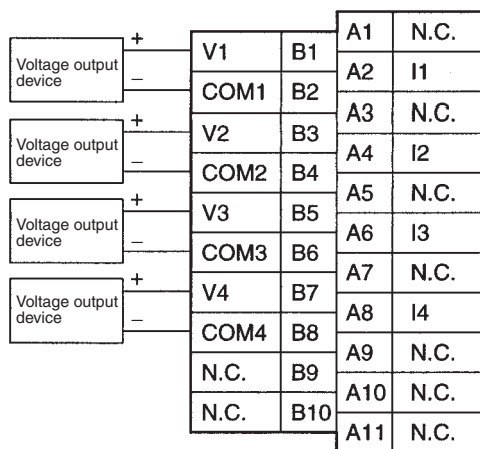 Voltage output
device
+
−
Voltage output
device
+
−
Voltage output
device
+
−
Voltage output
device
+
−
V1 B1
COM1 B2
V2 B3
COM2 B4
V3 B5
COM3 B6
V4 B7
COM4 B8
N.C. B9
N.C. B10
A1 N.C.
A2 I1
A3 N.C.
A4 I2
A5 N.C.
A6 I3
A7 N.C.
A8 I4
A9 N.C.
A10 N.C.
A11 N.C.